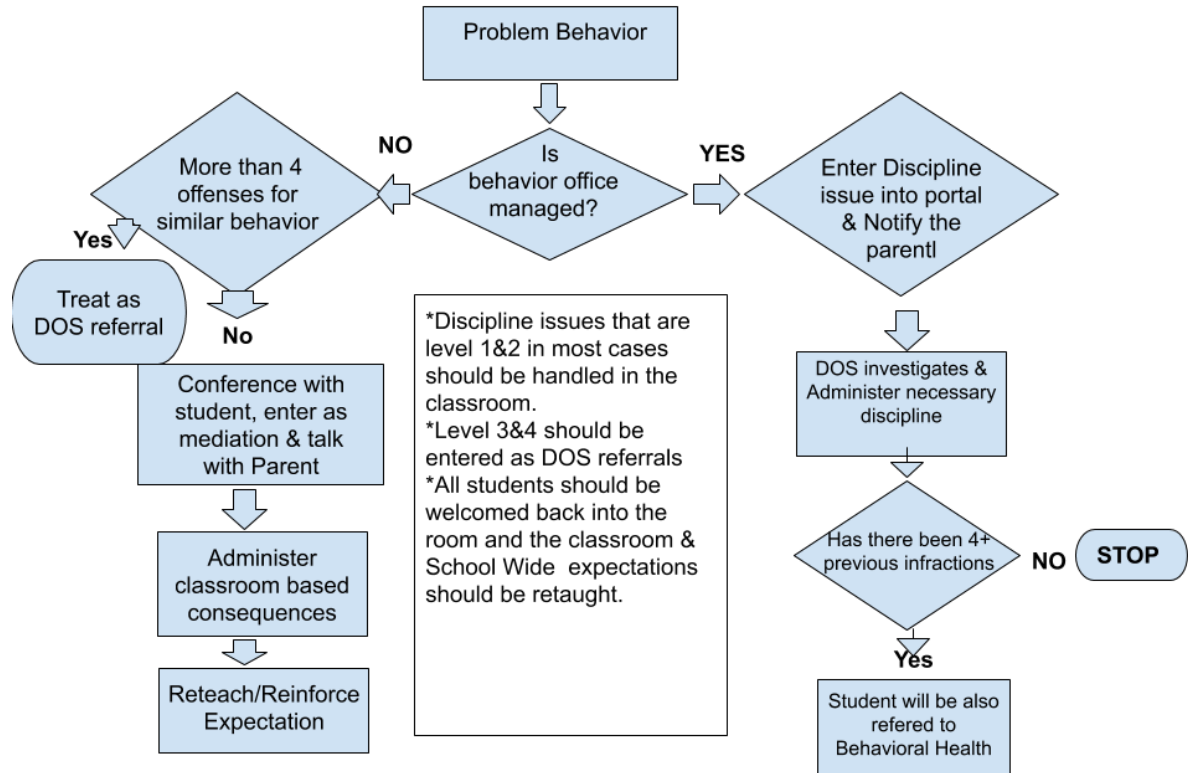 Problem Behavior
NO
Is
behavior office
managed?
YES
More than 4
offenses for
similar behavior
Enter Discipline
issue into portal
& Notify the
parentl
Yes
Treat as
DOS referral
No
Conference with
student, enter as
mediation & talk
with Parent
Administer
classroom based
consequences
Reteach/Reinforce
Expectation
*Discipline issues that are
level 1&2 in most cases
should be handled in the
classroom.
*Level 3&4 should be
entered as DOS referrals
*All students should be
welcomed back into the
room and the classroom &
School Wide expectations
should be retaught.
DOS investigates &
Administer necessary
discipline
Has there been 4+
previous infractions
NO
STOP
Yes
Student will be also
refered to
Behavioral Health